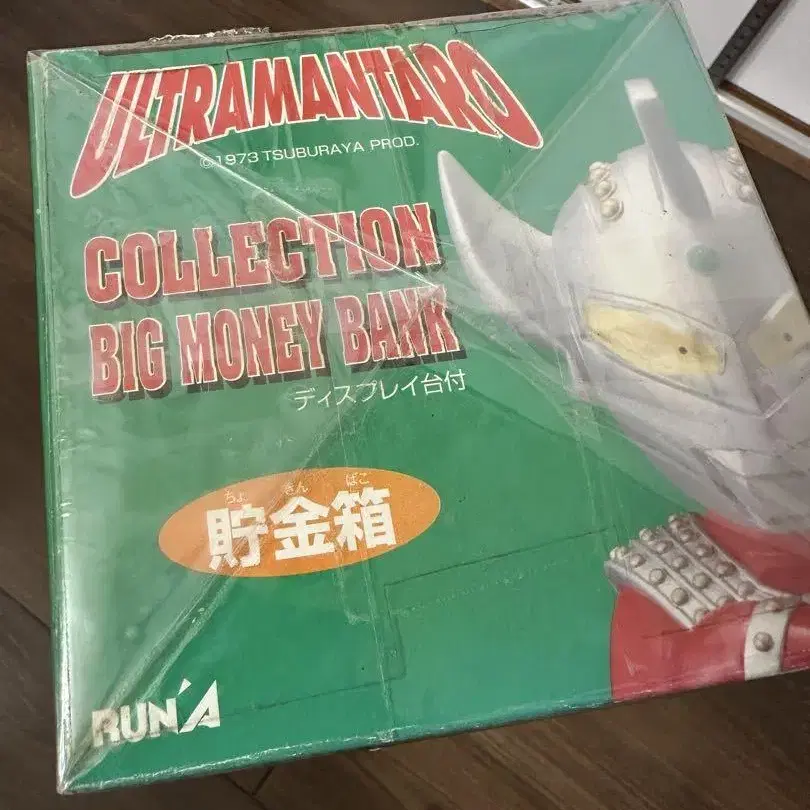 ULTRAMANTARO
©1973 TSUBURAYA PROD.
COLLECTION
BIG MONEY BANK
ディスプレイ台付
ちょ きん ばこ
貯金箱
RUN'A